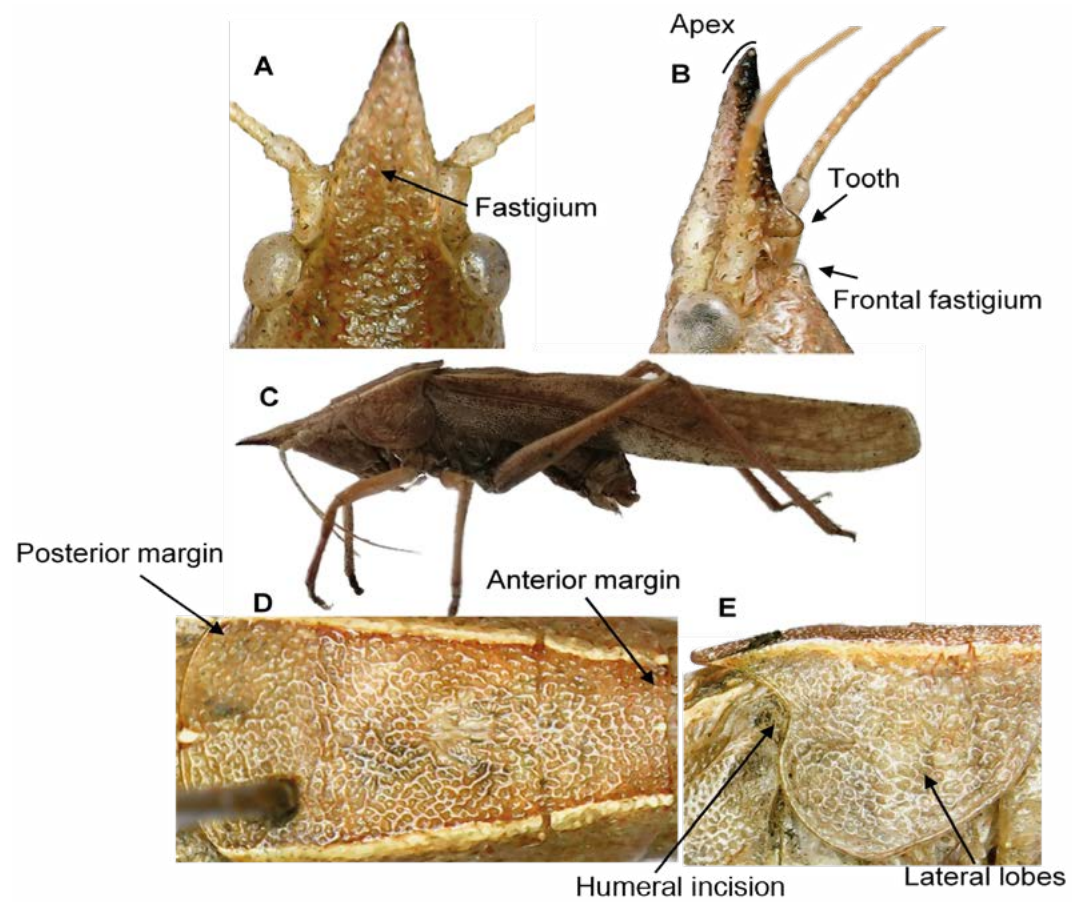 Apex
A
B
Tooth
Fastigium
Frontal fastigium
C
Posterior margin
Anterior margin
D
E
Humeral incision
Lateral lobes